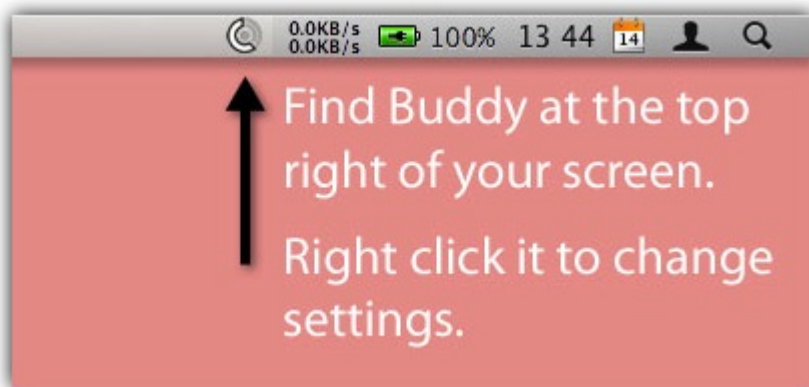 0.0KB/s
0.0KB/s
100% 13 44 14
Find Buddy at the top
right of your screen.
Right click it to change
settings.